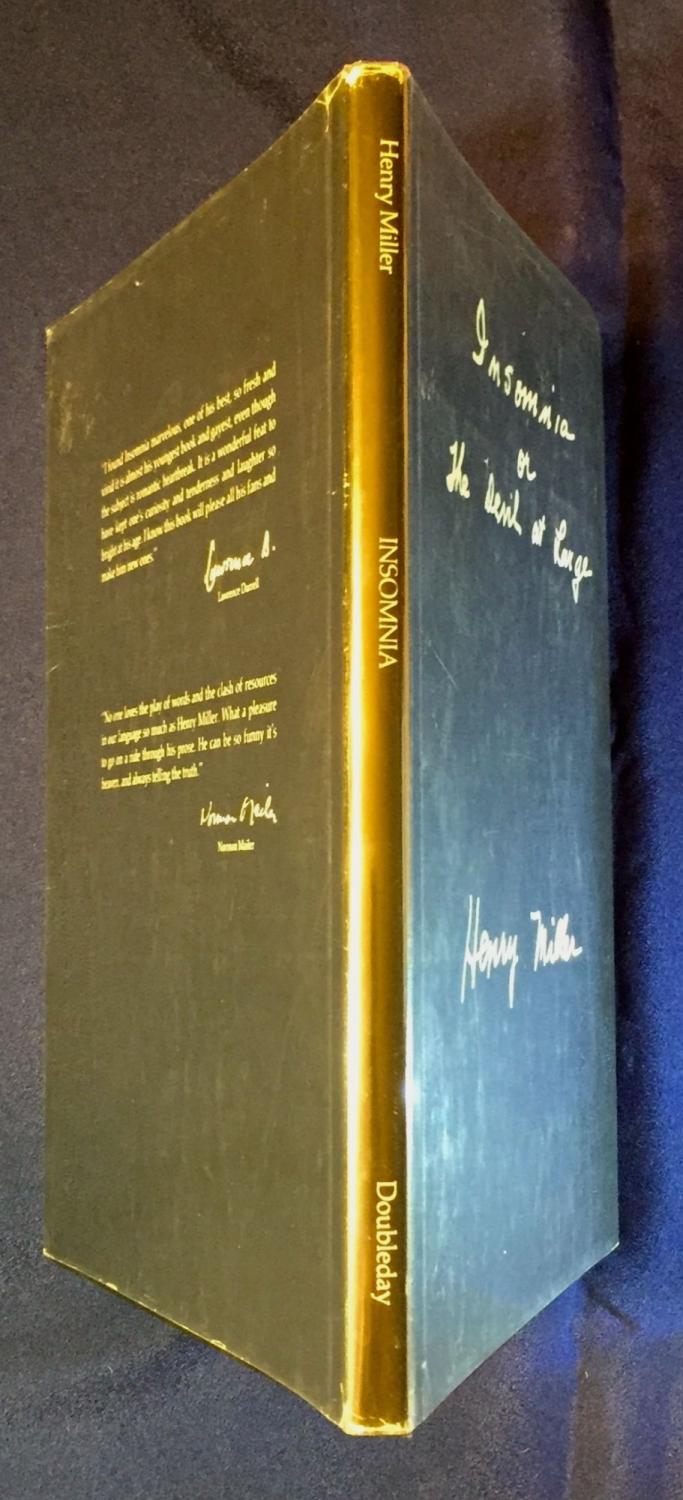 "I found Insomnia marvelous, one of his best, so fresh and
vivid it is almost his youngest book and gayest, even though
the subject is romantic heartbreak. It is a wonderful feat to
have kept one's curiosity and tenderness and laughter so
bright at his age. I know this book will please all his fans and
make him new ones."
Lawrence D.
Lawrence Durrell
"No one loves the play of words and the clash of resources
in our language so much as Henry Miller. What a pleasure
to go on a ride through his prose. He can be so funny it's
heaven, and always telling the truth."
Norman Mailer
Norman Mailer
Henry Miller
INSOMNIA
Doubleday
Insomnia
or
the Devil at Large
Henry Miller